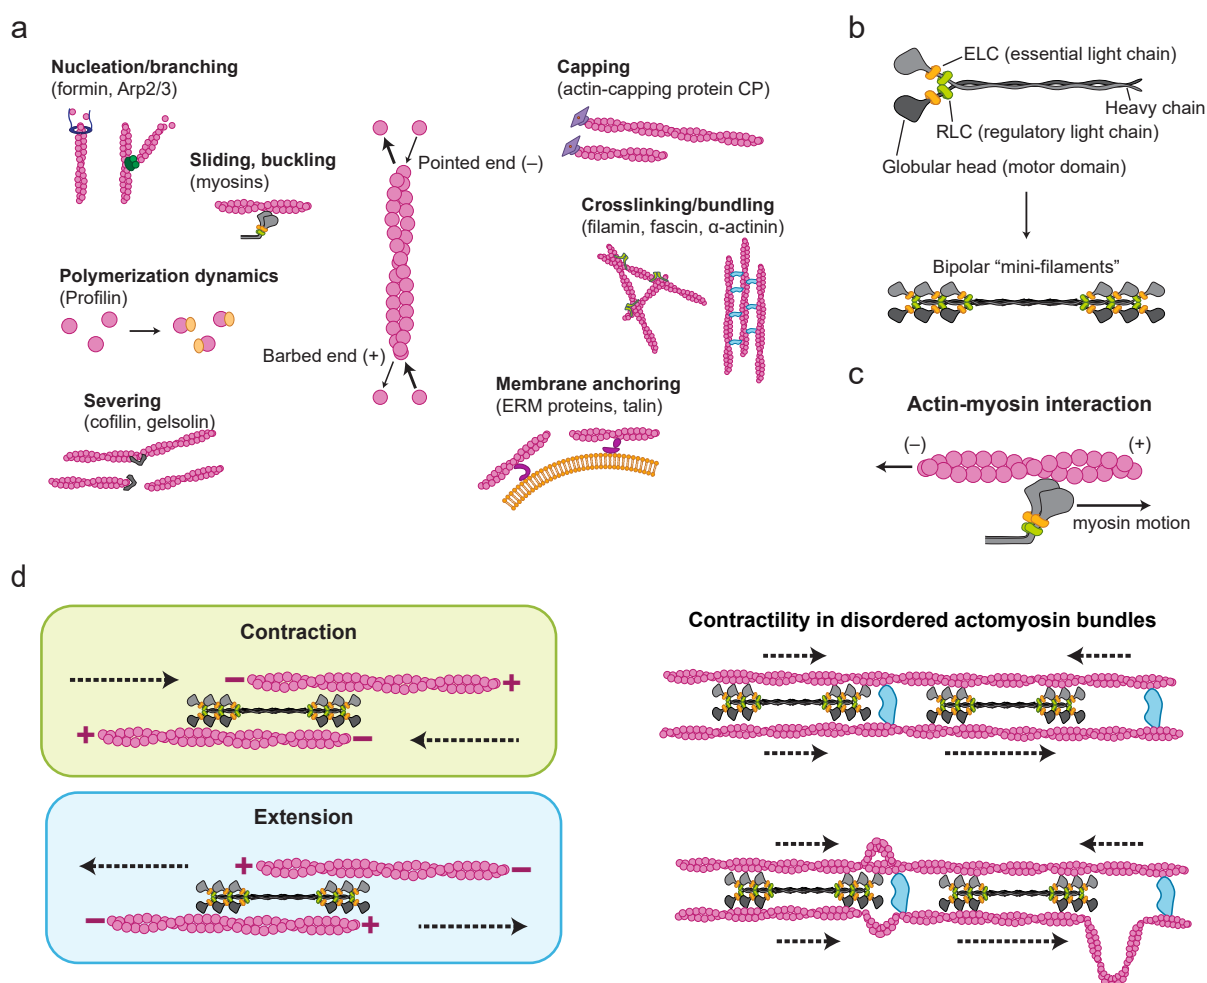 a
Nucleation/branching
(formin, Arp2/3)
Sliding, buckling
(myosins)
Polymerization dynamics
(Profilin)
Severing
(cofilin, gelsolin)
Pointed end (–)
Barbed end (+)
Capping
(actin-capping protein CP)
Crosslinking/bundling
(filamin, fascin, α-actinin)
Membrane anchoring
(ERM proteins, talin)
b
ELC (essential light chain)
Heavy chain
RLC (regulatory light chain)
Globular head (motor domain)
Bipolar “mini-filaments”
c
Actin-myosin interaction
(–)
(+)
myosin motion
d
Contraction
– +
+ –
Extension
+ –
– +
Contractility in disordered actomyosin bundles